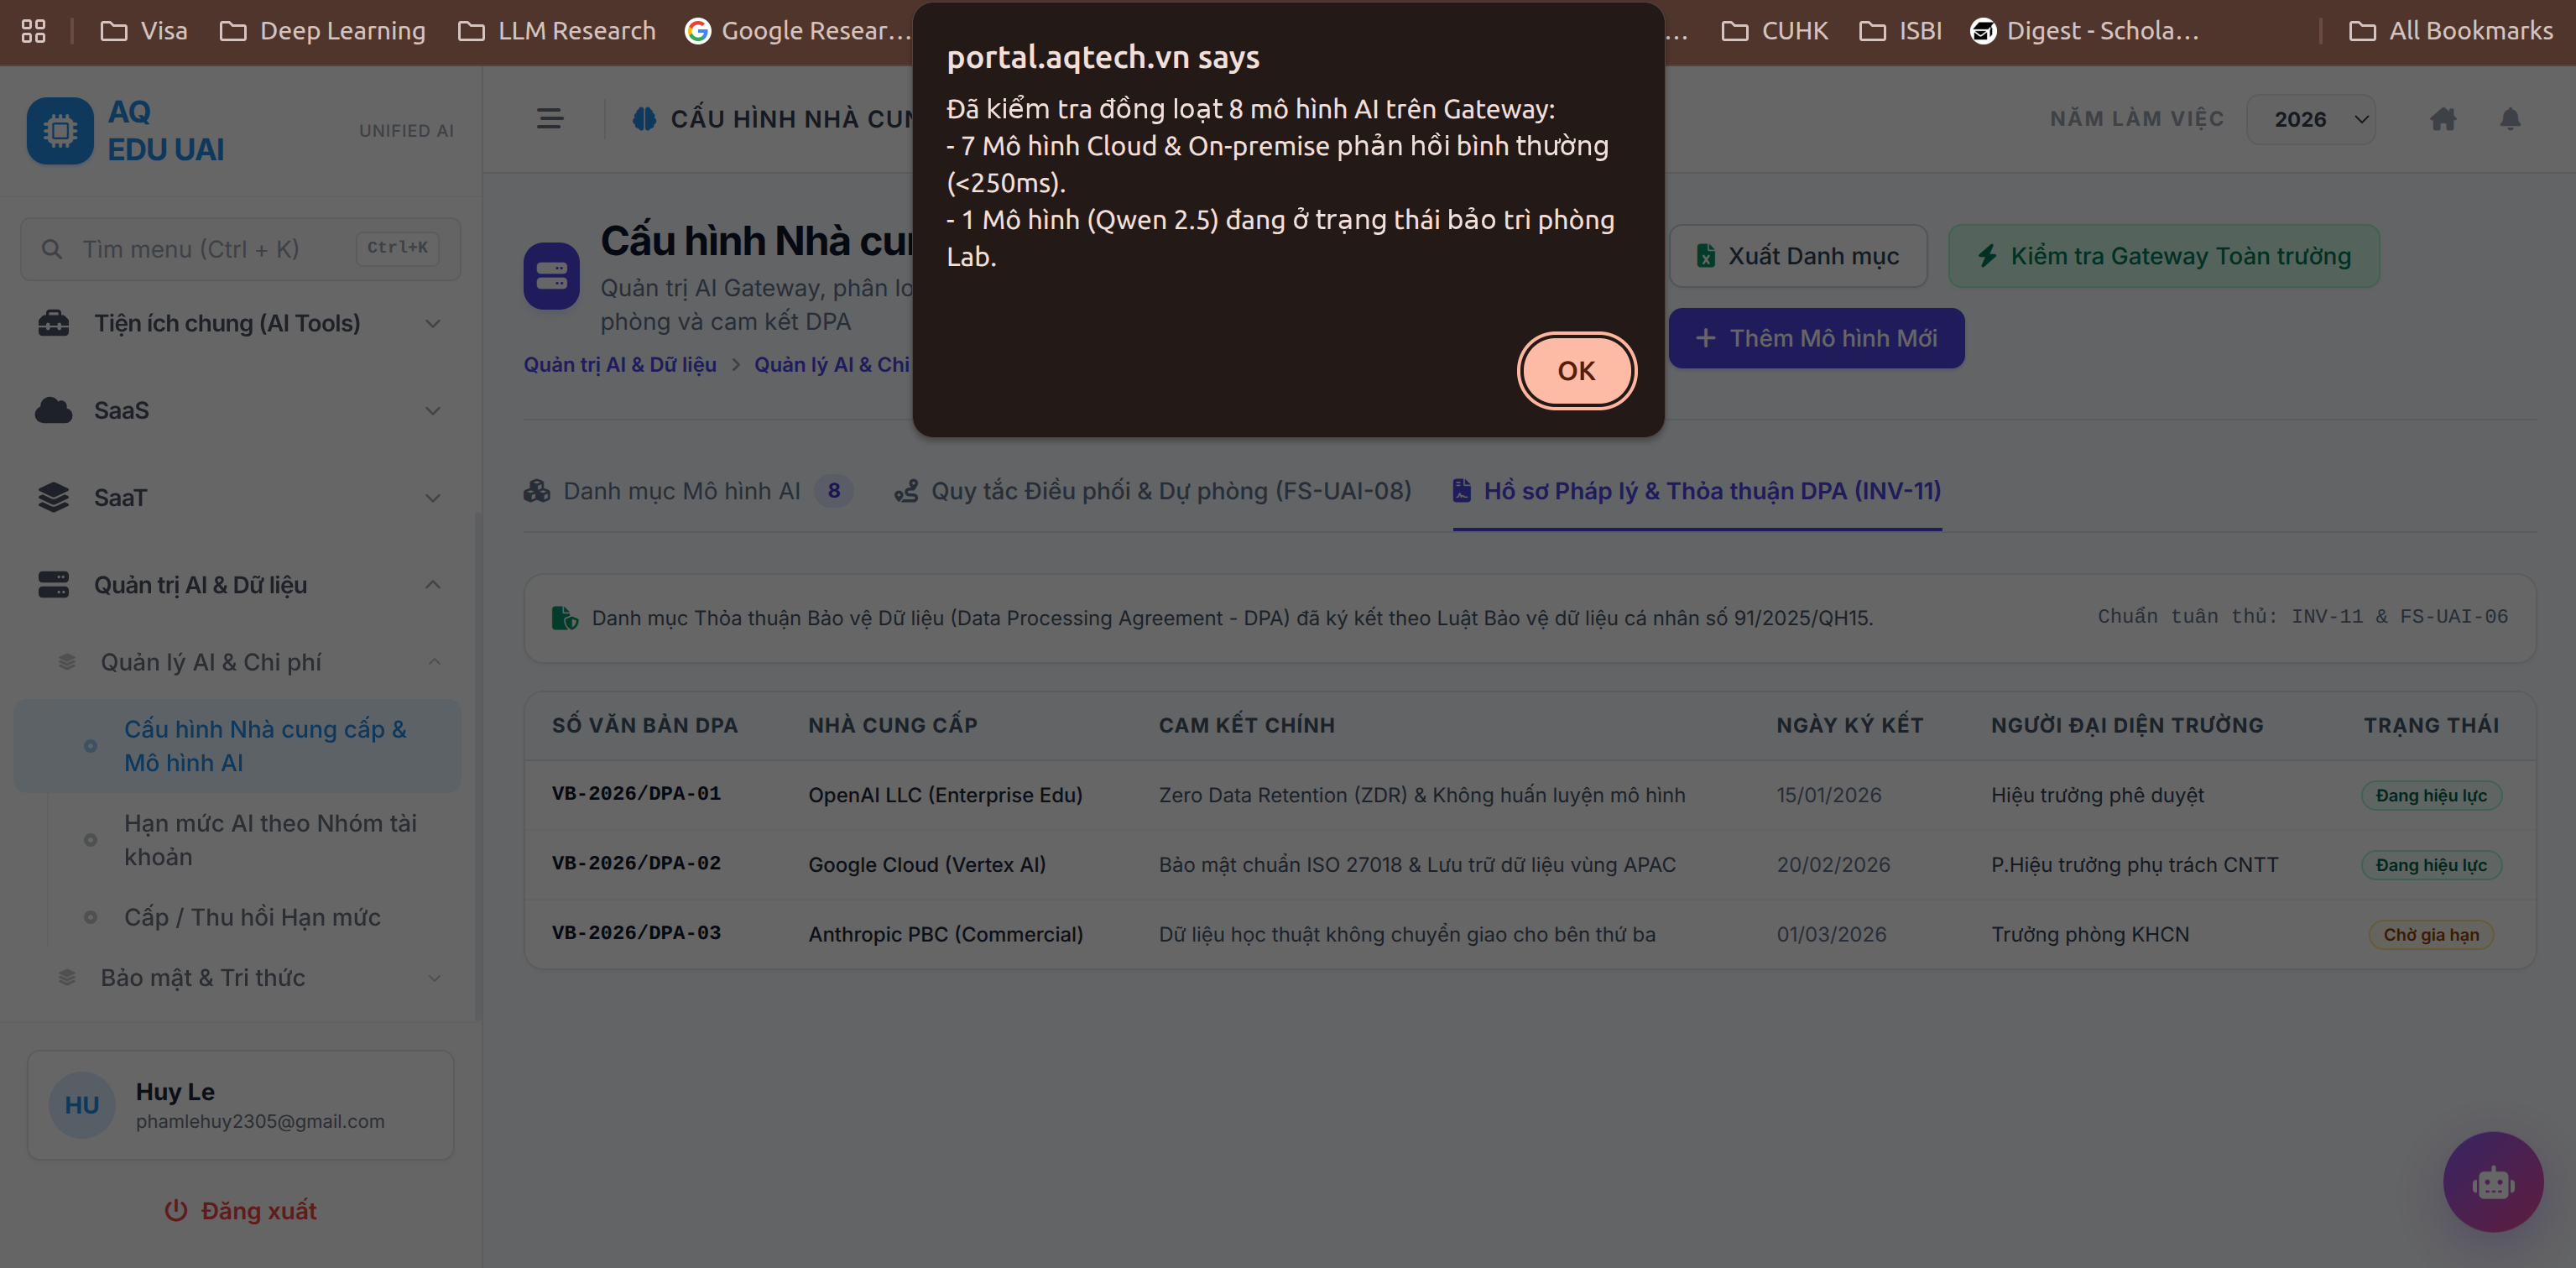 Visa
Deep Learning
LLM Research
Google Resear…
…
CUHK
ISBI
Digest - Schola…
All Bookmarks
portal.aqtech.vn says
Đã kiểm tra đồng loạt 8 mô hình AI trên Gateway:
- 7 Mô hình Cloud & On-premise phản hồi bình thường
(<250ms).
- 1 Mô hình (Qwen 2.5) đang ở trạng thái bảo trì phòng
Lab.
OK
AQ
EDU UAI
UNIFIED AI
Tìm menu (Ctrl + K)
Ctrl+K
Tiện ích chung (AI Tools)
SaaS
SaaT
Quản trị AI & Dữ liệu
Quản lý AI & Chi phí
Cấu hình Nhà cung cấp &
Mô hình AI
Hạn mức AI theo Nhóm tài
khoản
Cấp / Thu hồi Hạn mức
Bảo mật & Tri thức
HU
Huy Le
phamlehuy2305@gmail.com
Đăng xuất
CẤU HÌNH NHÀ CUN
NĂM LÀM VIỆC
2026
Cấu hình Nhà cu
Quản trị AI Gateway, phân lo
phòng và cam kết DPA
Quản trị AI & Dữ liệu
Quản lý AI & Chi
Xuất Danh mục
Kiểm tra Gateway Toàn trường
Thêm Mô hình Mới
Danh mục Mô hình AI 8
Quy tắc Điều phối & Dự phòng (FS-UAI-08)
Hồ sơ Pháp lý & Thỏa thuận DPA (INV-11)
Danh mục Thỏa thuận Bảo vệ Dữ liệu (Data Processing Agreement - DPA) đã ký kết theo Luật Bảo vệ dữ liệu cá nhân số 91/2025/QH15.
Chuẩn tuân thủ: INV-11 & FS-UAI-06
SỐ VĂN BẢN DPA NHÀ CUNG CẤP CAM KẾT CHÍNH NGÀY KÝ KẾT NGƯỜI ĐẠI DIỆN TRƯỜNG TRẠNG THÁI
VB-2026/DPA-01 OpenAI LLC (Enterprise Edu) Zero Data Retention (ZDR) & Không huấn luyện mô hình 15/01/2026 Hiệu trưởng phê duyệt Đang hiệu lực
VB-2026/DPA-02 Google Cloud (Vertex AI) Bảo mật chuẩn ISO 27018 & Lưu trữ dữ liệu vùng APAC 20/02/2026 P.Hiệu trưởng phụ trách CNTT Đang hiệu lực
VB-2026/DPA-03 Anthropic PBC (Commercial) Dữ liệu học thuật không chuyển giao cho bên thứ ba 01/03/2026 Trưởng phòng KHCN Chờ gia hạn